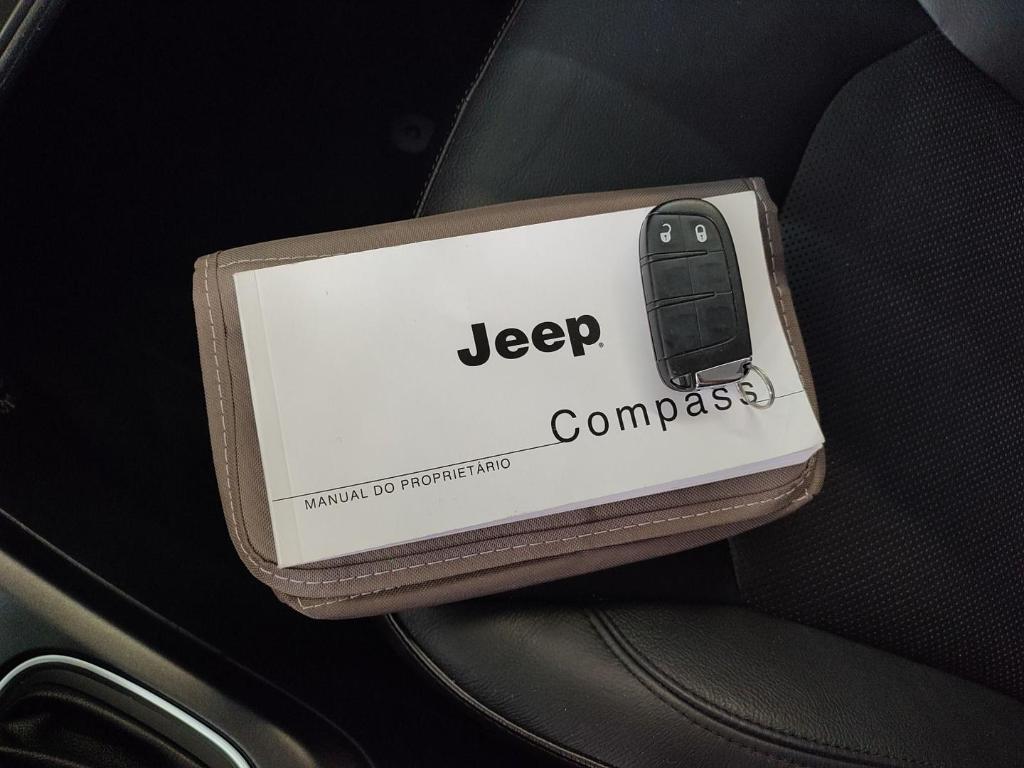 Jeep®
Compass
MANUAL DO PROPRIETÁRIO